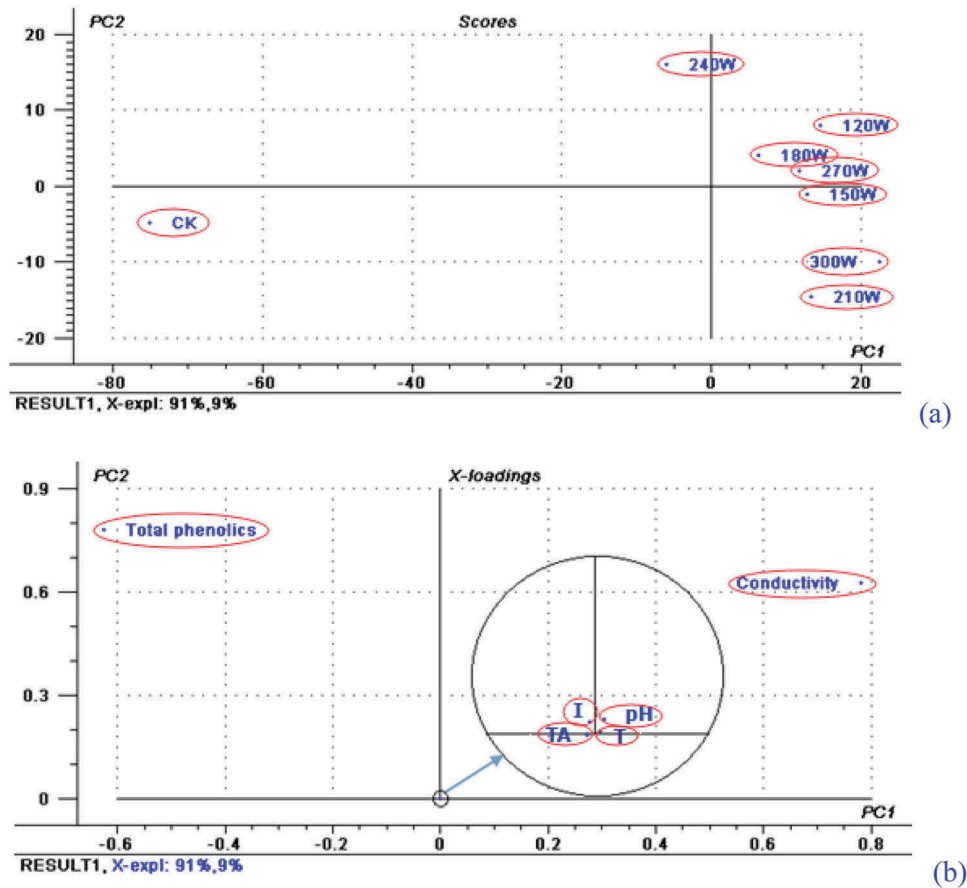 PC2 Scores
20
10
0
-10
-20
240W
120W
180W
270W
150W
CK
300W
210W
PC1
-80 -60 -40 -20 0 20
RESULT1, X-expl: 91%,9%
(a)
PC2 X-loadings
0.9
0.6
0.3
0
Total phenolics
Conductivity
I
pH
TA
T
PC1
-0.6 -0.4 -0.2 0 0.2 0.4 0.6 0.8
RESULT1, X-expl: 91%,9%
(b)